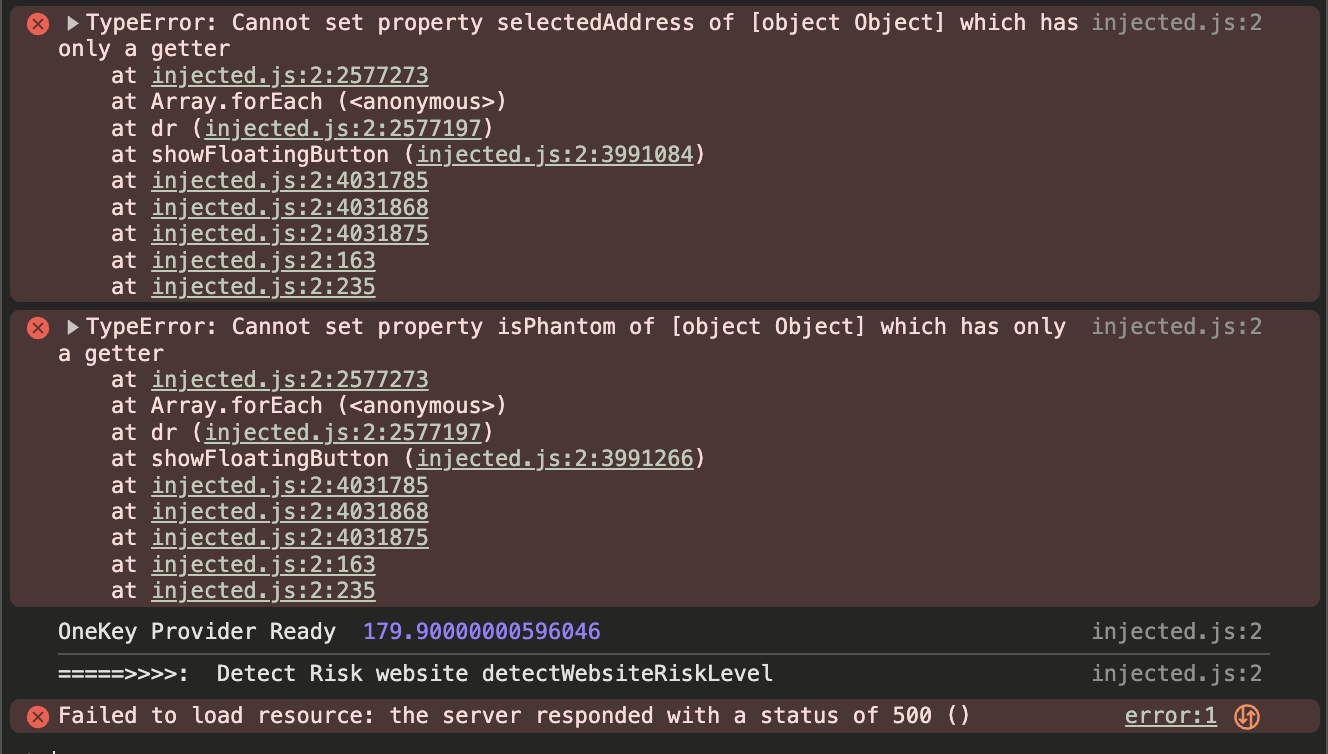 TypeError: Cannot set property selectedAddress of [object Object] which has injected.js:2
only a getter
at injected.js:2:2577273
at Array.forEach (<anonymous>)
at dr (injected.js:2:2577197)
at showFloatingButton (injected.js:2:3991084)
at injected.js:2:4031785
at injected.js:2:4031868
at injected.js:2:4031875
at injected.js:2:163
at injected.js:2:235
TypeError: Cannot set property isPhantom of [object Object] which has only injected.js:2
a getter
at injected.js:2:2577273
at Array.forEach (<anonymous>)
at dr (injected.js:2:2577197)
at showFloatingButton (injected.js:2:3991266)
at injected.js:2:4031785
at injected.js:2:4031868
at injected.js:2:4031875
at injected.js:2:163
at injected.js:2:235
OneKey Provider Ready 179.90000000596046 injected.js:2
=====>>>>: Detect Risk website detectWebsiteRiskLevel injected.js:2
Failed to load resource: the server responded with a status of 500 () error:1